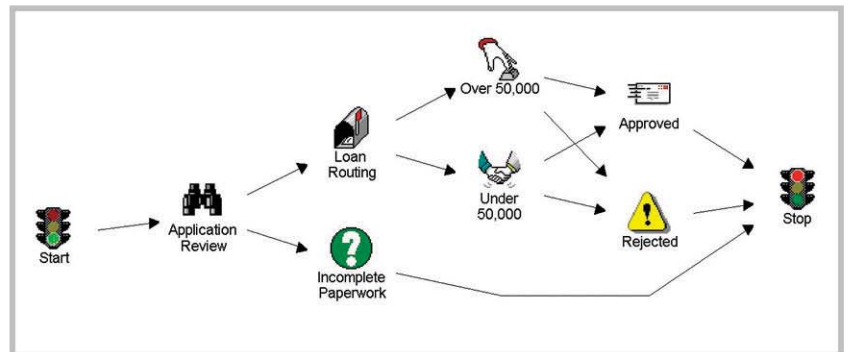 Over 50,000
Approved
Loan
Routing
Under
50,000
Start
Application
Review
Rejected
Stop
Incomplete
Paperwork